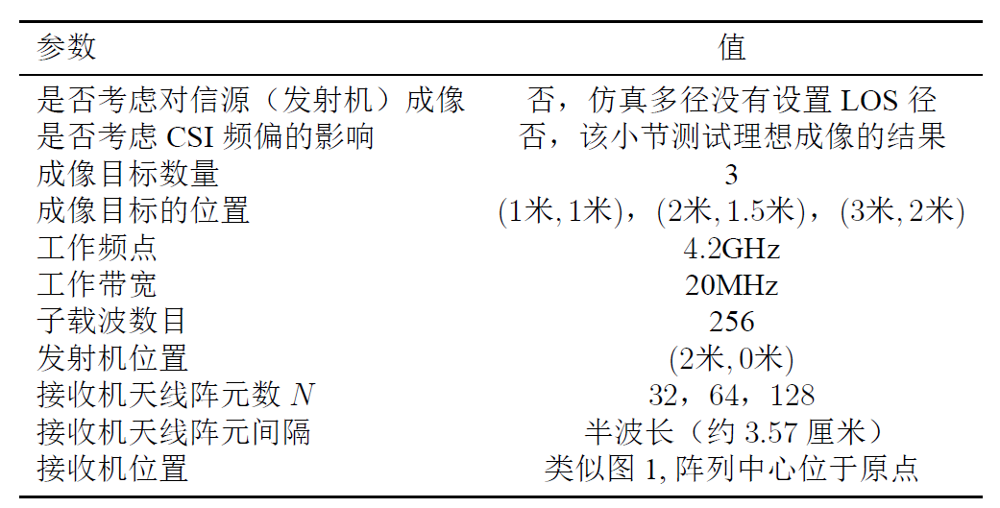 参数 值
是否考虑对信源（发射机）成像 否，仿真多径没有设置 LOS 径
是否考虑 CSI 频偏的影响 否，该小节测试理想成像的结果
成像目标数量 3
成像目标的位置 (1米, 1米)，(2米, 1.5米)，(3米, 2米)
工作频点 4.2GHz
工作带宽 20MHz
子载波数目 256
发射机位置 (2米, 0米)
接收机天线阵元数 N 32，64，128
接收机天线阵元间隔 半波长（约 3.57 厘米）
接收机位置 类似图 1, 阵列中心位于原点